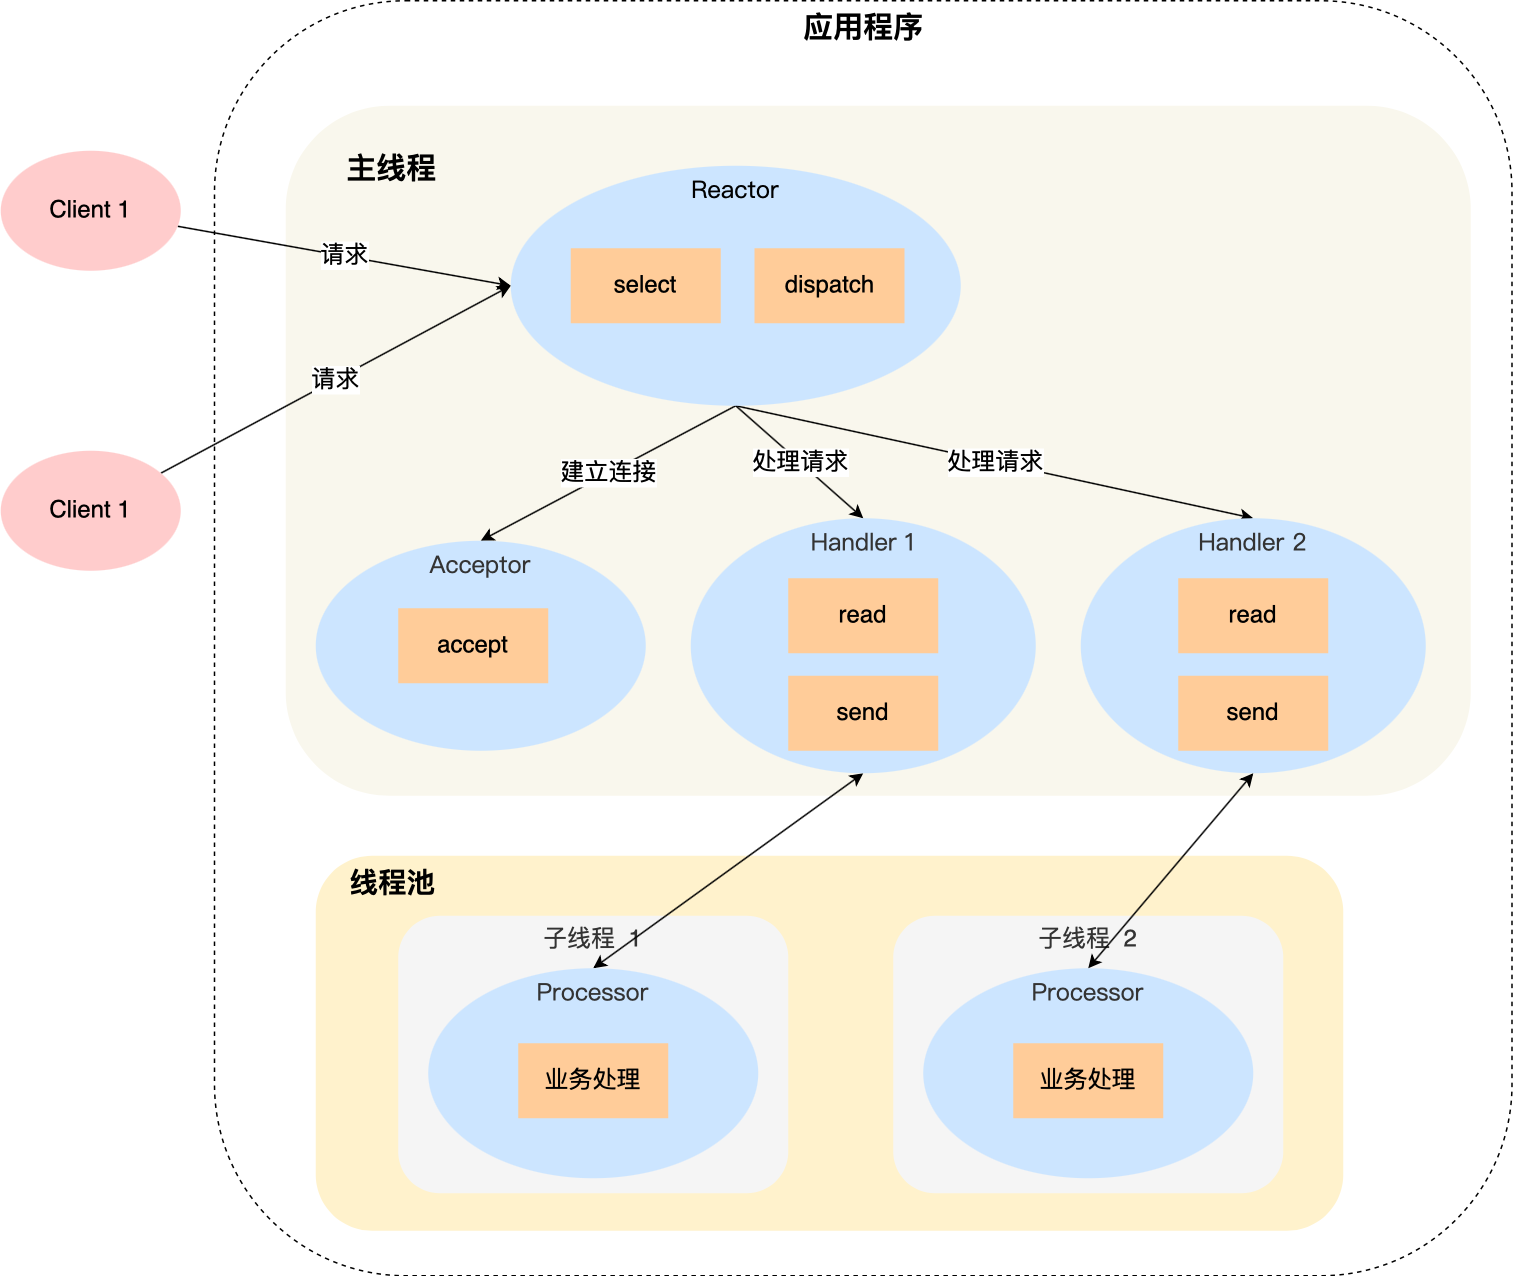 应用程序
主线程
Reactor
select
dispatch
Client 1
请求
请求
Client 1
建立连接
处理请求
处理请求
Acceptor
accept
Handler 1
read
send
Handler 2
read
send
线程池
子线程 1
Processor
业务处理
子线程 2
Processor
业务处理